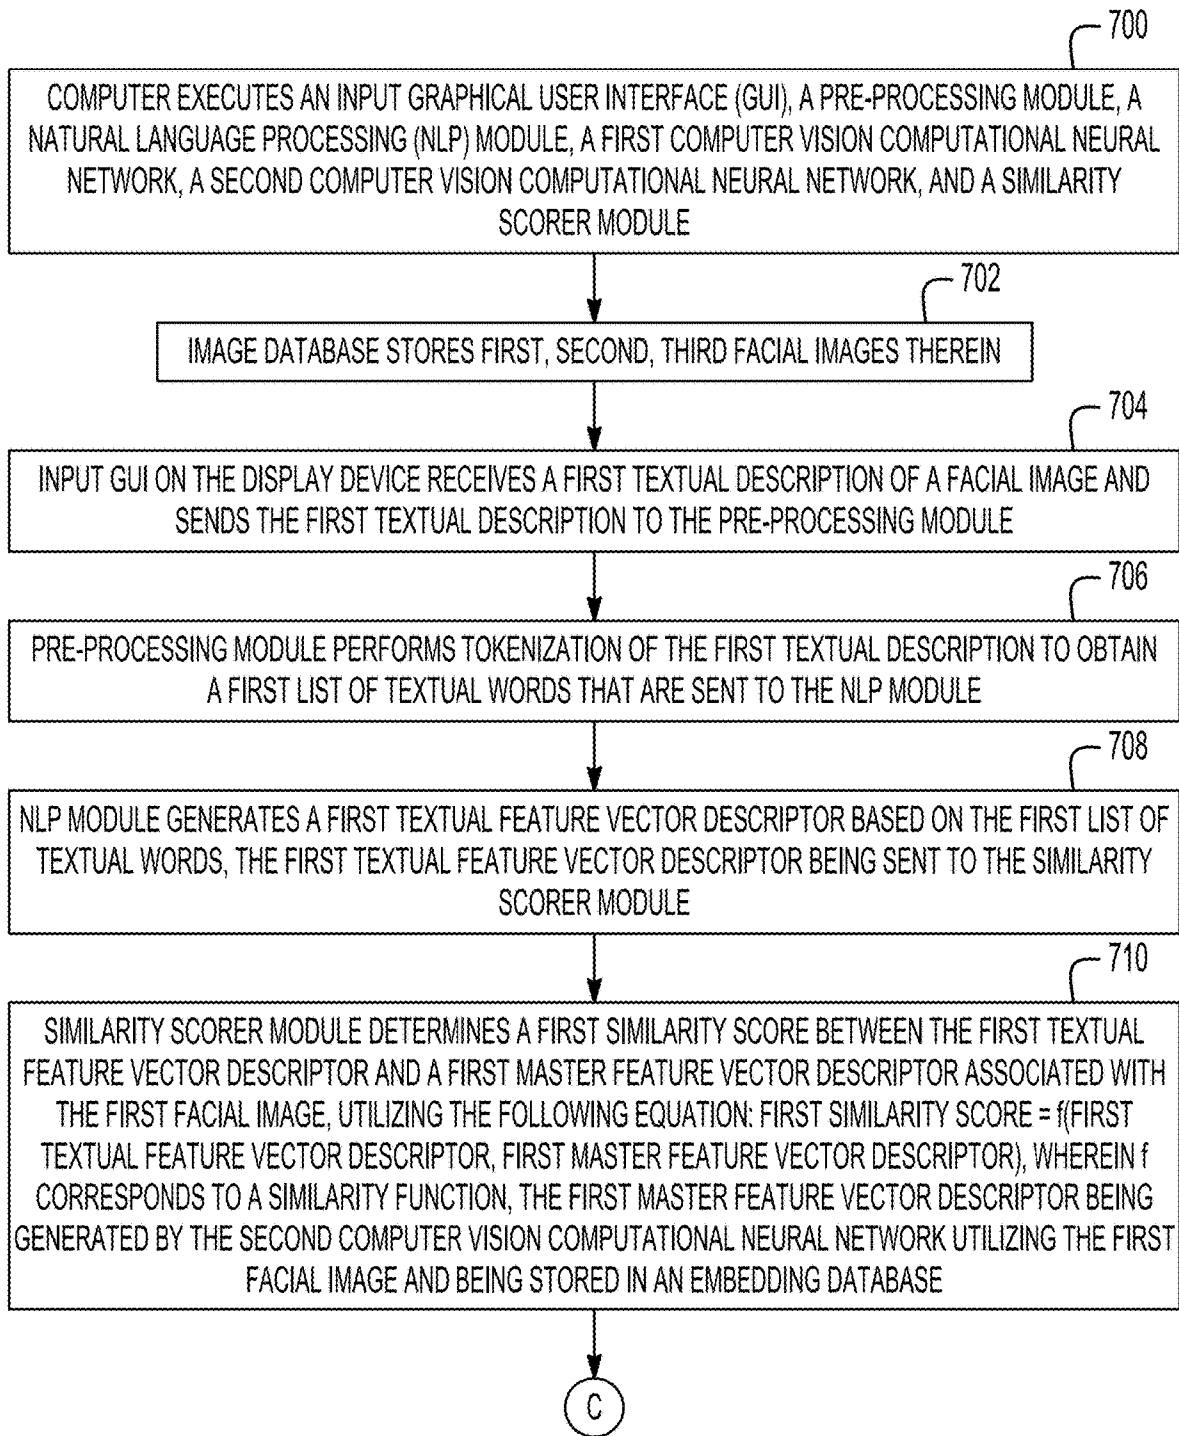 700
COMPUTER EXECUTES AN INPUT GRAPHICAL USER INTERFACE (GUI), A PRE-PROCESSING MODULE, A
NATURAL LANGUAGE PROCESSING (NLP) MODULE, A FIRST COMPUTER VISION COMPUTATIONAL NEURAL
NETWORK, A SECOND COMPUTER VISION COMPUTATIONAL NEURAL NETWORK, AND A SIMILARITY
SCORER MODULE
702
IMAGE DATABASE STORES FIRST, SECOND, THIRD FACIAL IMAGES THEREIN
704
INPUT GUI ON THE DISPLAY DEVICE RECEIVES A FIRST TEXTUAL DESCRIPTION OF A FACIAL IMAGE AND
SENDS THE FIRST TEXTUAL DESCRIPTION TO THE PRE-PROCESSING MODULE
706
PRE-PROCESSING MODULE PERFORMS TOKENIZATION OF THE FIRST TEXTUAL DESCRIPTION TO OBTAIN
A FIRST LIST OF TEXTUAL WORDS THAT ARE SENT TO THE NLP MODULE
708
NLP MODULE GENERATES A FIRST TEXTUAL FEATURE VECTOR DESCRIPTOR BASED ON THE FIRST LIST OF
TEXTUAL WORDS, THE FIRST TEXTUAL FEATURE VECTOR DESCRIPTOR BEING SENT TO THE SIMILARITY
SCORER MODULE
710
SIMILARITY SCORER MODULE DETERMINES A FIRST SIMILARITY SCORE BETWEEN THE FIRST TEXTUAL
FEATURE VECTOR DESCRIPTOR AND A FIRST MASTER FEATURE VECTOR DESCRIPTOR ASSOCIATED WITH
THE FIRST FACIAL IMAGE, UTILIZING THE FOLLOWING EQUATION: FIRST SIMILARITY SCORE = f(FIRST
TEXTUAL FEATURE VECTOR DESCRIPTOR, FIRST MASTER FEATURE VECTOR DESCRIPTOR), WHEREIN f
CORRESPONDS TO A SIMILARITY FUNCTION, THE FIRST MASTER FEATURE VECTOR DESCRIPTOR BEING
GENERATED BY THE SECOND COMPUTER VISION COMPUTATIONAL NEURAL NETWORK UTILIZING THE FIRST
FACIAL IMAGE AND BEING STORED IN AN EMBEDDING DATABASE
C